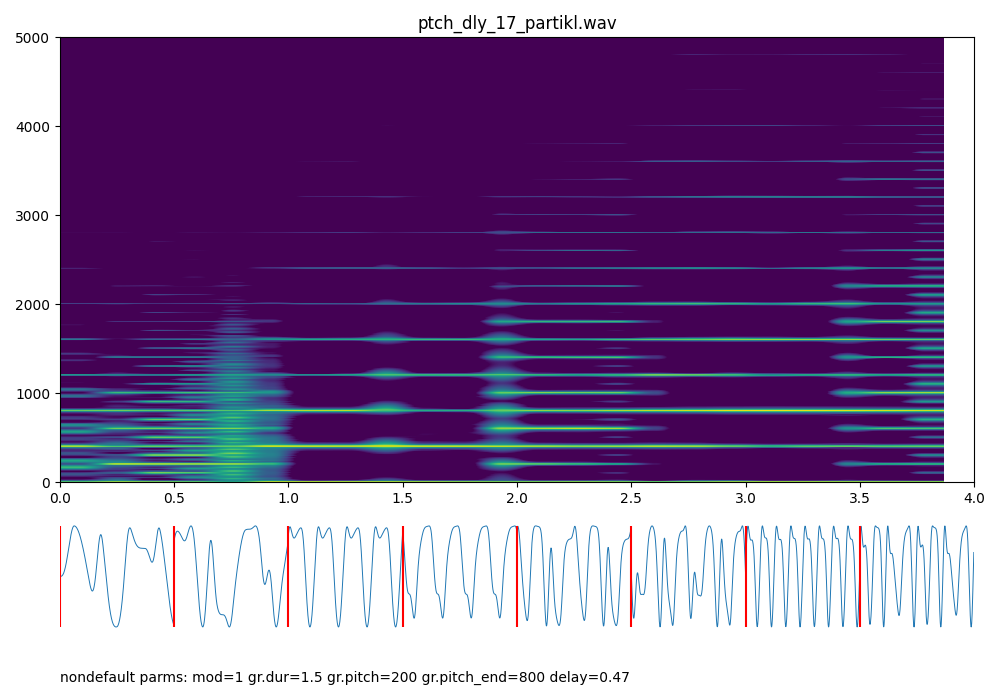 ptch_dly_17_partikl.wav
5000
4000
3000
2000
1000
0
0.0 0.5 1.0 1.5 2.0 2.5 3.0 3.5 4.0
nondefault parms: mod=1 gr.dur=1.5 gr.pitch=200 gr.pitch_end=800 delay=0.47